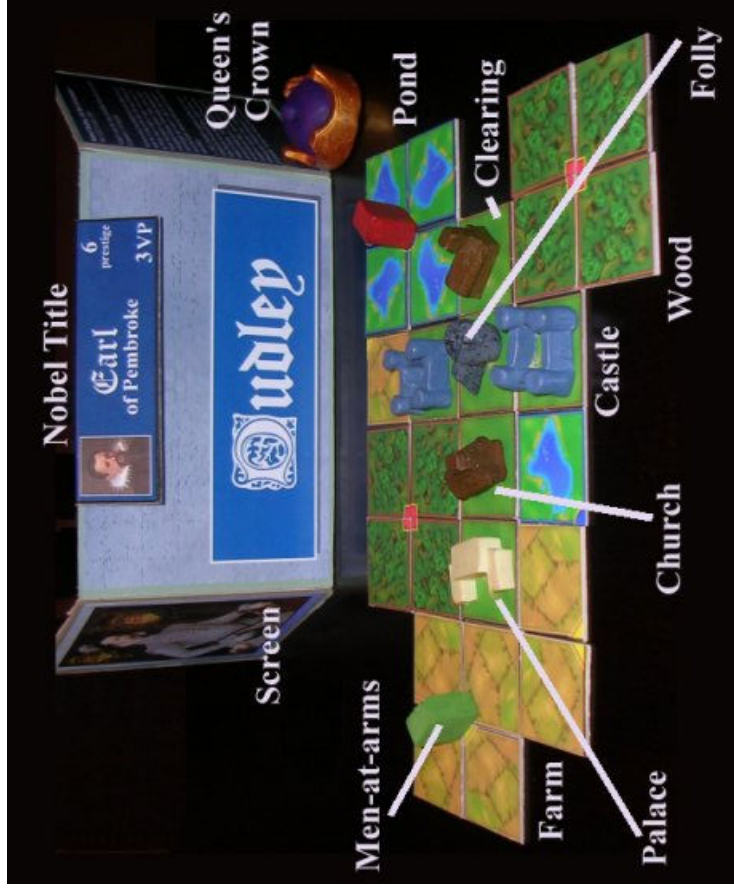 Nobel Title
Earl
of Pembroke
6
prestige
3VP
Queen's
Crown
Dudley
Screen
Men-at-arms
Pond
Clearing
Farm
Castle
Palace
Church
Wood
Folly